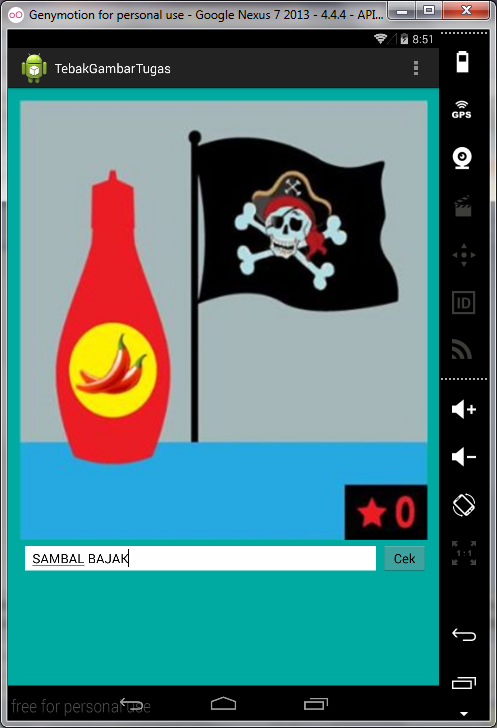 Genymotion for personal use - Google Nexus 7 2013 - 4.4.4 - API...
8:51
TebakGambarTugas
GPS
ID
0
SAMBAL BAJAK
Cek
1:1
free for personal use